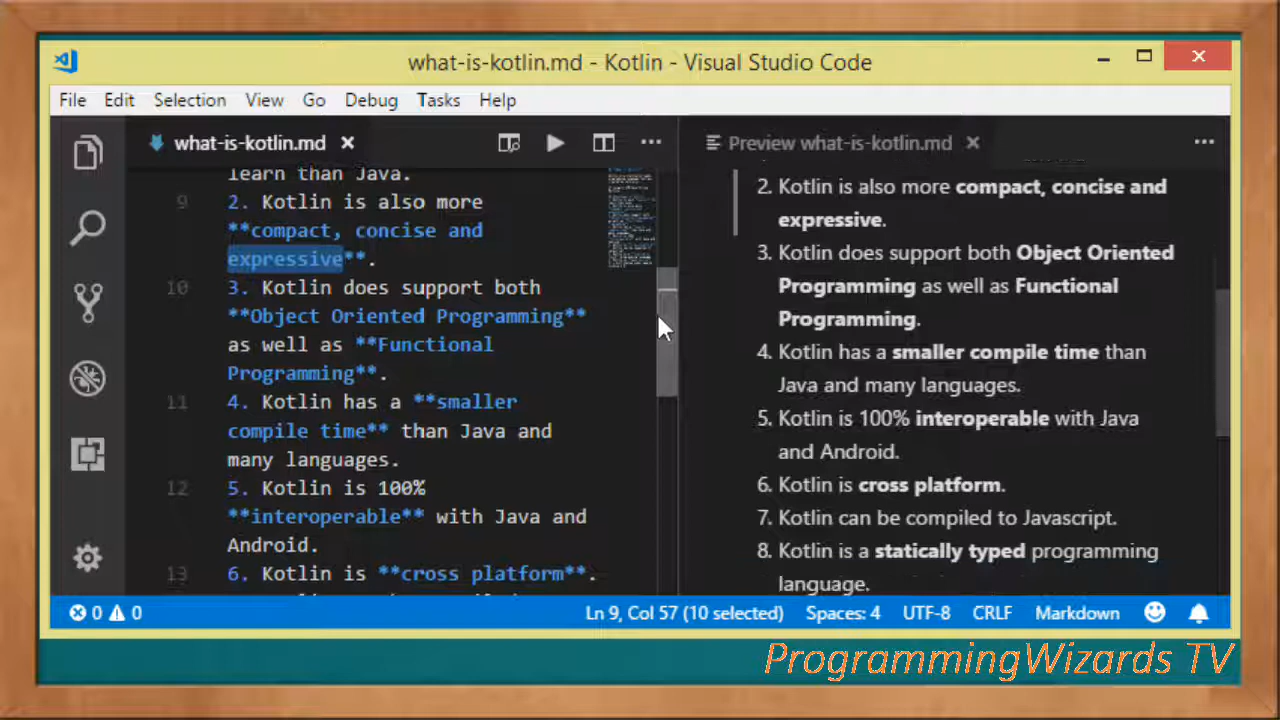 what-is-kotlin.md - Kotlin - Visual Studio Code
File Edit Selection View Go Debug Tasks Help
what-is-kotlin.md
learn than Java.
9 2. Kotlin is also more
**compact, concise and
expressive**.
10 3. Kotlin does support both
**Object Oriented Programming**
as well as **Functional
Programming**.
11 4. Kotlin has a **smaller
compile time** than Java and
many languages.
12 5. Kotlin is 100%
**interoperable** with Java and
Android.
13 6. Kotlin is **cross platform**.
Preview what-is-kotlin.md
2. Kotlin is also more compact, concise and
expressive.
3. Kotlin does support both Object Oriented
Programming as well as Functional
Programming.
4. Kotlin has a smaller compile time than
Java and many languages.
5. Kotlin is 100% interoperable with Java
and Android.
6. Kotlin is cross platform.
7. Kotlin can be compiled to Javascript.
8. Kotlin is a statically typed programming
language.
0 0 Ln 9, Col 57 (10 selected) Spaces: 4 UTF-8 CRLF Markdown
ProgrammingWizards TV